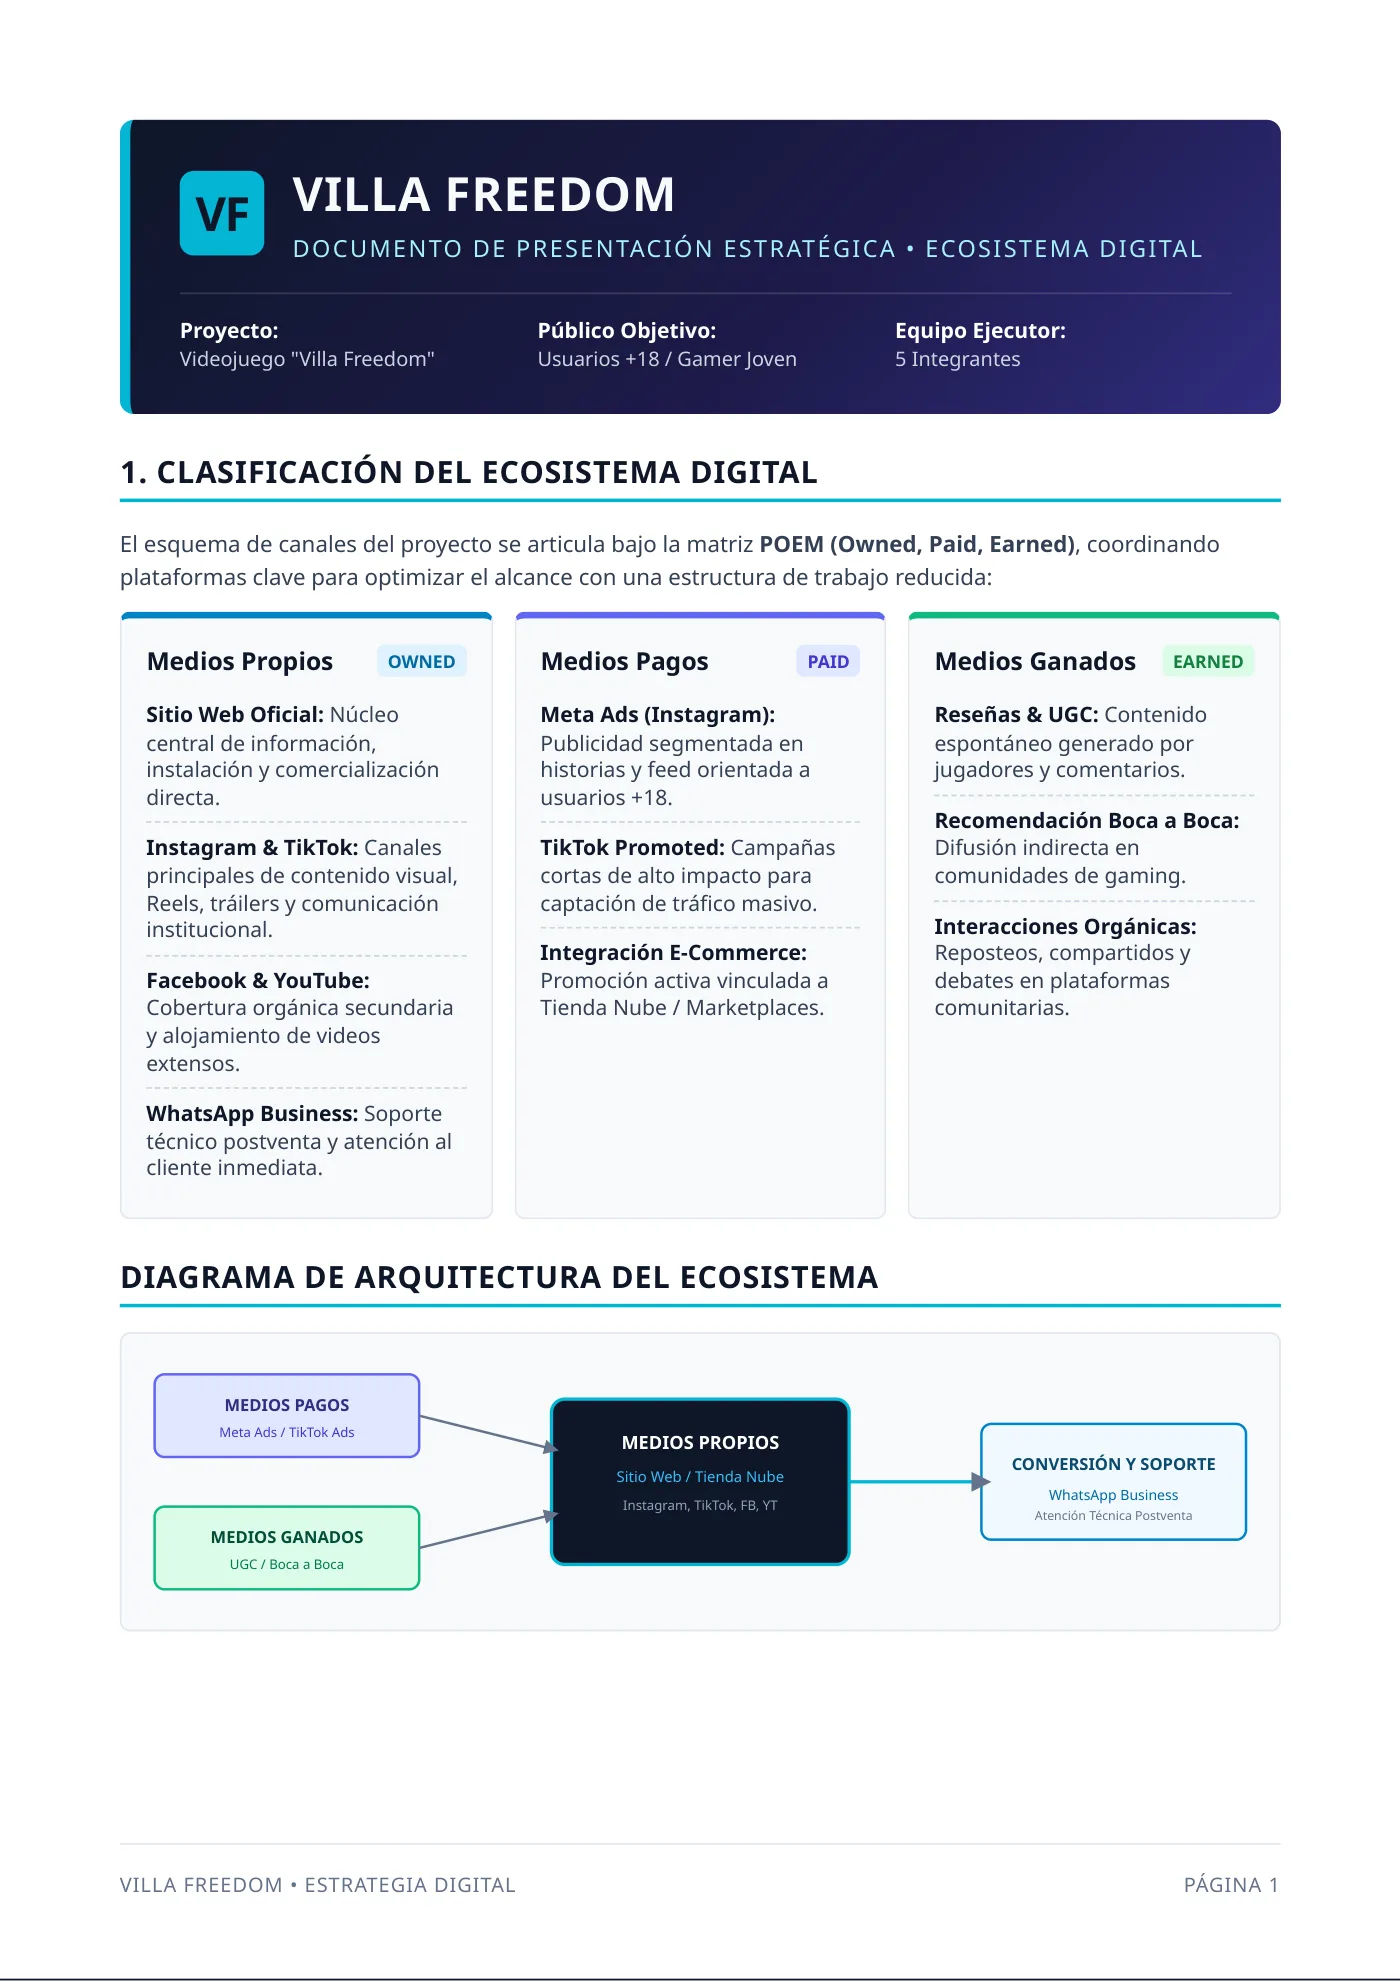 VF
VILLA FREEDOM
DOCUMENTO DE PRESENTACIÓN ESTRATÉGICA • ECOSISTEMA DIGITAL
Proyecto:
Videojuego "Villa Freedom"
Público Objetivo:
Usuarios +18 / Gamer Joven
Equipo Ejecutor:
5 Integrantes
1. CLASIFICACIÓN DEL ECOSISTEMA DIGITAL
El esquema de canales del proyecto se articula bajo la matriz POEM (Owned, Paid, Earned), coordinando
plataformas clave para optimizar el alcance con una estructura de trabajo reducida:
Medios Propios
OWNED
Sitio Web Oficial: Núcleo
central de información,
instalación y comercialización
directa.
Instagram & TikTok: Canales
principales de contenido visual,
Reels, tráilers y comunicación
institucional.
Facebook & YouTube:
Cobertura orgánica secundaria
y alojamiento de videos
extensos.
WhatsApp Business: Soporte
técnico postventa y atención al
cliente inmediata.
Medios Pagos
PAID
Meta Ads (Instagram):
Publicidad segmentada en
historias y feed orientada a
usuarios +18.
TikTok Promoted: Campañas
cortas de alto impacto para
captación de tráfico masivo.
Integración E-Commerce:
Promoción activa vinculada a
Tienda Nube / Marketplaces.
Medios Ganados
EARNED
Reseñas & UGC: Contenido
espontáneo generado por
jugadores y comentarios.
Recomendación Boca a Boca:
Difusión indirecta en
comunidades de gaming.
Interacciones Orgánicas:
Reposteos, compartidos y
debates en plataformas
comunitarias.
DIAGRAMA DE ARQUITECTURA DEL ECOSISTEMA
MEDIOS PAGOS
Meta Ads / TikTok Ads
MEDIOS GANADOS
UGC / Boca a Boca
MEDIOS PROPIOS
Sitio Web / Tienda Nube
Instagram, TikTok, FB, YT
CONVERSIÓN Y SOPORTE
WhatsApp Business
Atención Técnica Postventa
VILLA FREEDOM • ESTRATEGIA DIGITAL
PÁGINA 1